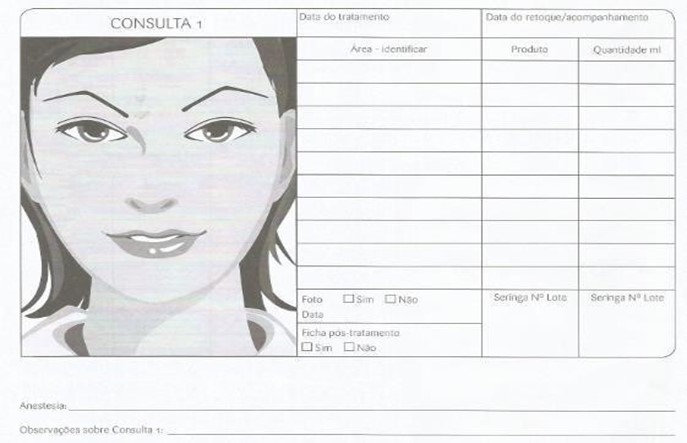 CONSULTA 1
Data do tratamento
Data do retoque/acompanhamento
Área - identificar
Produto
Quantidade ml
Foto ☐ Sim ☐ Não
Data
Seringa Nº Lote
Seringa Nº Lote
Ficha pós-tratamento
☐ Sim ☐ Não
Anestesia:
Observações sobre Consulta 1: